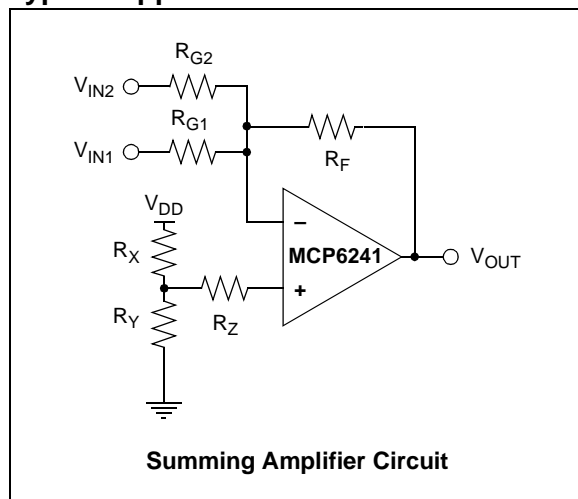 R_G2
V_IN2
R_G1
V_IN1
R_F
V_DD
–
MCP6241
V_OUT
R_X
+
R_Y
R_Z
Summing Amplifier Circuit